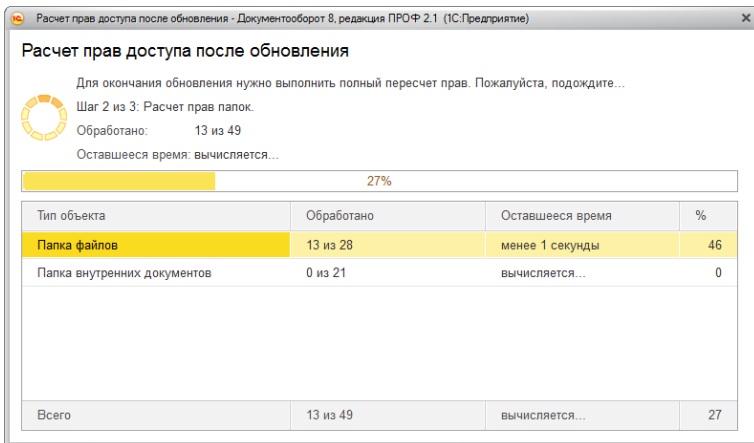 Расчет прав доступа после обновления - Документооборот 8, редакция ПРОФ 2.1 (1С:Предприятие)
Расчет прав доступа после обновления
Для окончания обновления нужно выполнить полный пересчет прав. Пожалуйста, подождите...
Шаг 2 из 3: Расчет прав папок.
Обработано: 13 из 49
Оставшееся время: вычисляется...
27%
Тип объекта Обработано Оставшееся время %
Папка файлов 13 из 28 менее 1 секунды 46
Папка внутренних документов 0 из 21 вычисляется... 0
Всего 13 из 49 вычисляется... 27